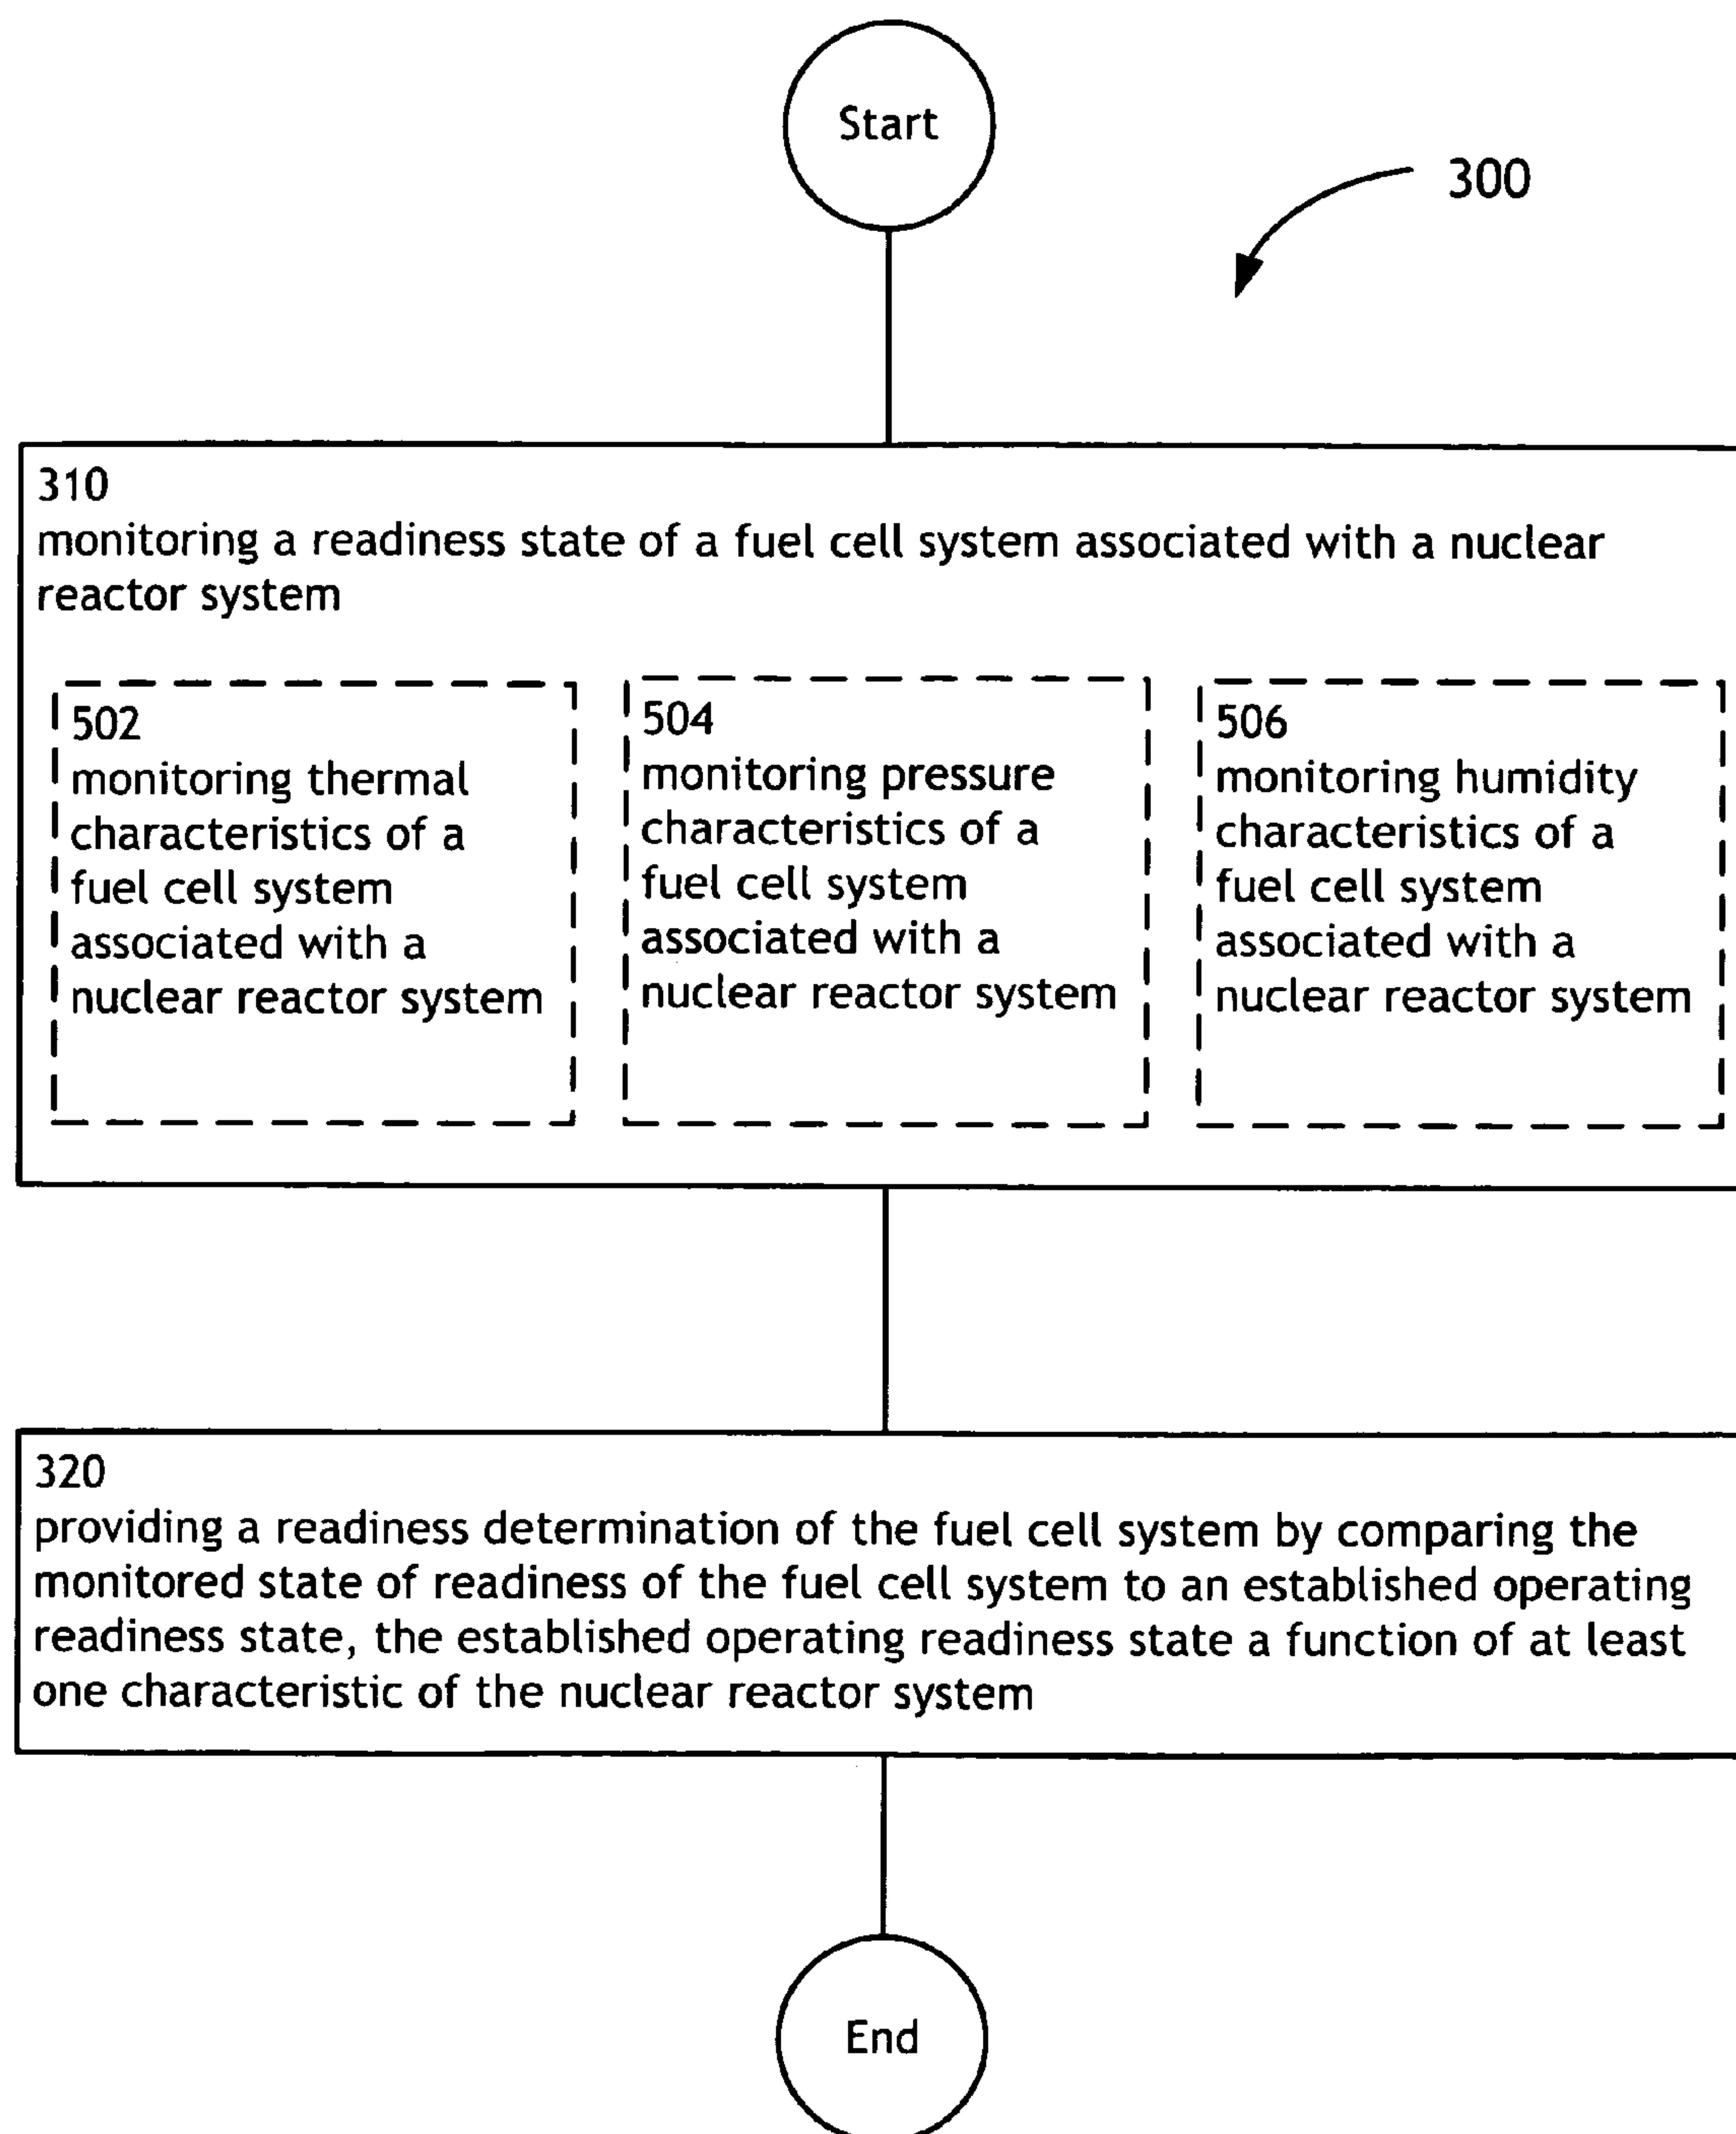 Start
300
310
monitoring a readiness state of a fuel cell system associated with a nuclear
reactor system
502
monitoring thermal
characteristics of a
fuel cell system
associated with a
nuclear reactor system
504
monitoring pressure
characteristics of a
fuel cell system
associated with a
nuclear reactor system
506
monitoring humidity
characteristics of a
fuel cell system
associated with a
nuclear reactor system
320
providing a readiness determination of the fuel cell system by comparing the
monitored state of readiness of the fuel cell system to an established operating
readiness state, the established operating readiness state a function of at least
one characteristic of the nuclear reactor system
End